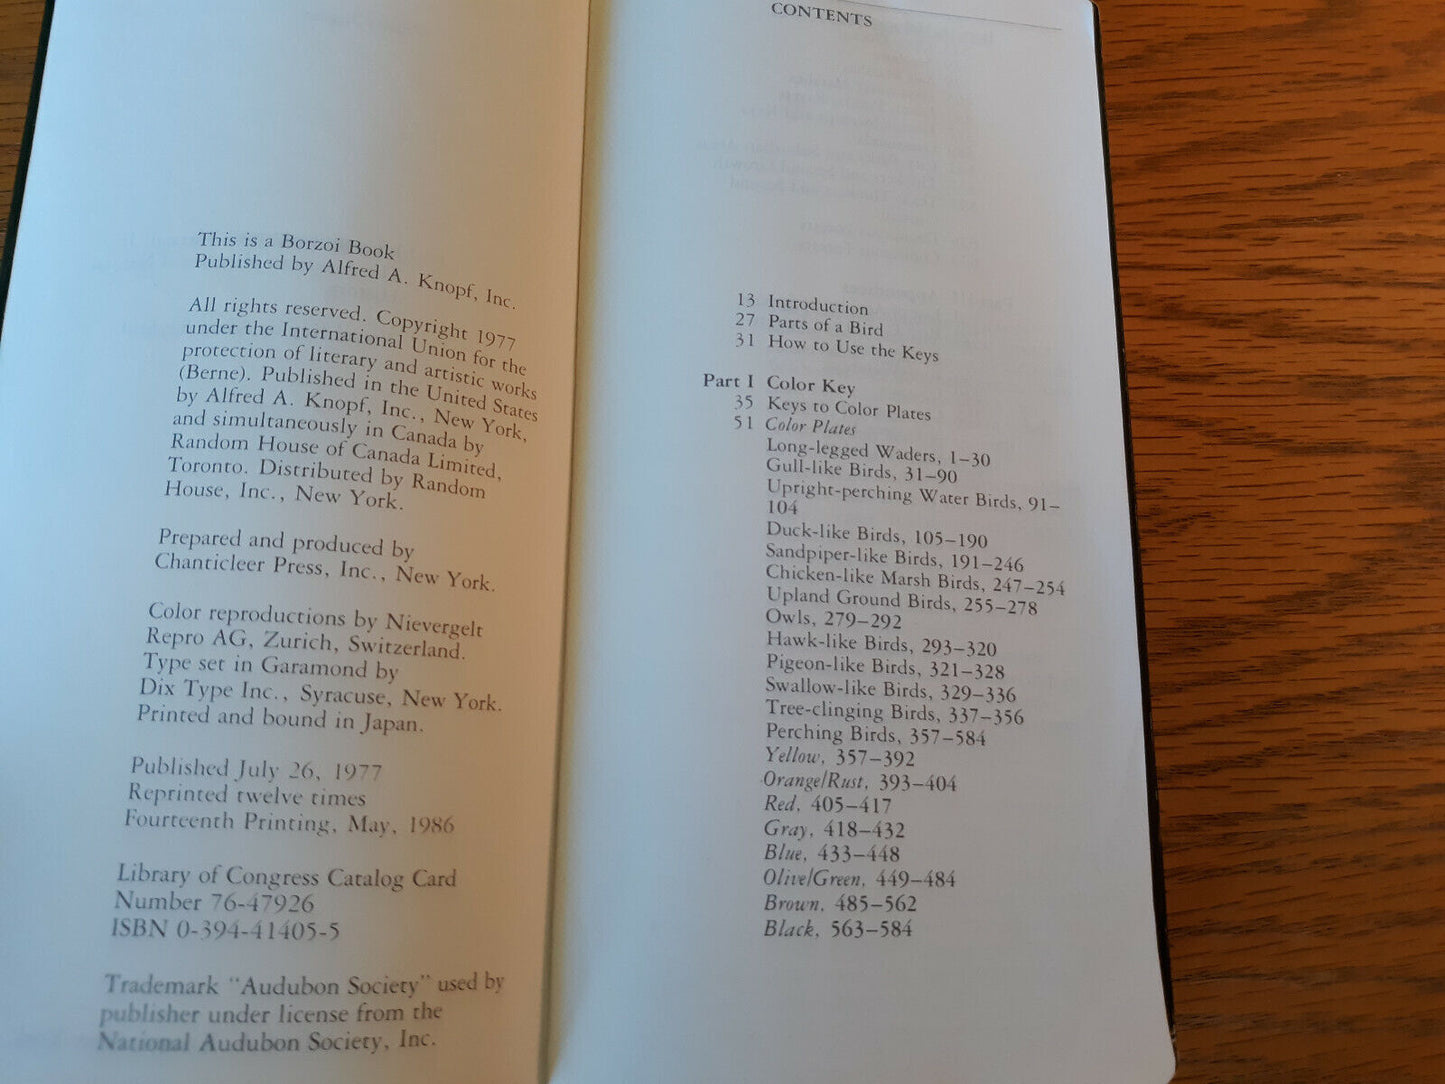 This is a Borzoi Book
Published by Alfred A. Knopf, Inc.
All rights reserved. Copyright 1977
under the International Union for the
protection of literary and artistic works
(Berne). Published in the United States
by Alfred A. Knopf, Inc., New York,
and simultaneously in Canada by
Random House of Canada Limited,
Toronto. Distributed by Random
House, Inc., New York.
Prepared and produced by
Chanticleer Press, Inc., New York.
Color reproductions by Nievergelt
Repro AG, Zurich, Switzerland.
Type set in Garamond by
Dix Type Inc., Syracuse, New York.
Printed and bound in Japan.
Published July 26, 1977
Reprinted twelve times
Fourteenth Printing, May, 1986
Library of Congress Catalog Card
Number 76-47926
ISBN 0-394-41405-5
Trademark "Audubon Society" used by
publisher under license from the
National Audubon Society, Inc.
CONTENTS
13 Introduction
27 Parts of a Bird
31 How to Use the Keys
Part I Color Key
35 Keys to Color Plates
51 Color Plates
Long-legged Waders, 1–30
Gull-like Birds, 31–90
Upright-perching Water Birds, 91–
104
Duck-like Birds, 105–190
Sandpiper-like Birds, 191–246
Chicken-like Marsh Birds, 247–254
Upland Ground Birds, 255–278
Owls, 279–292
Hawk-like Birds, 293–320
Pigeon-like Birds, 321–328
Swallow-like Birds, 329–336
Tree-clinging Birds, 337–356
Perching Birds, 357–584
Yellow, 357–392
Orange/Rust, 393–404
Red, 405–417
Gray, 418–432
Blue, 433–448
Olive/Green, 449–484
Brown, 485–562
Black, 563–584